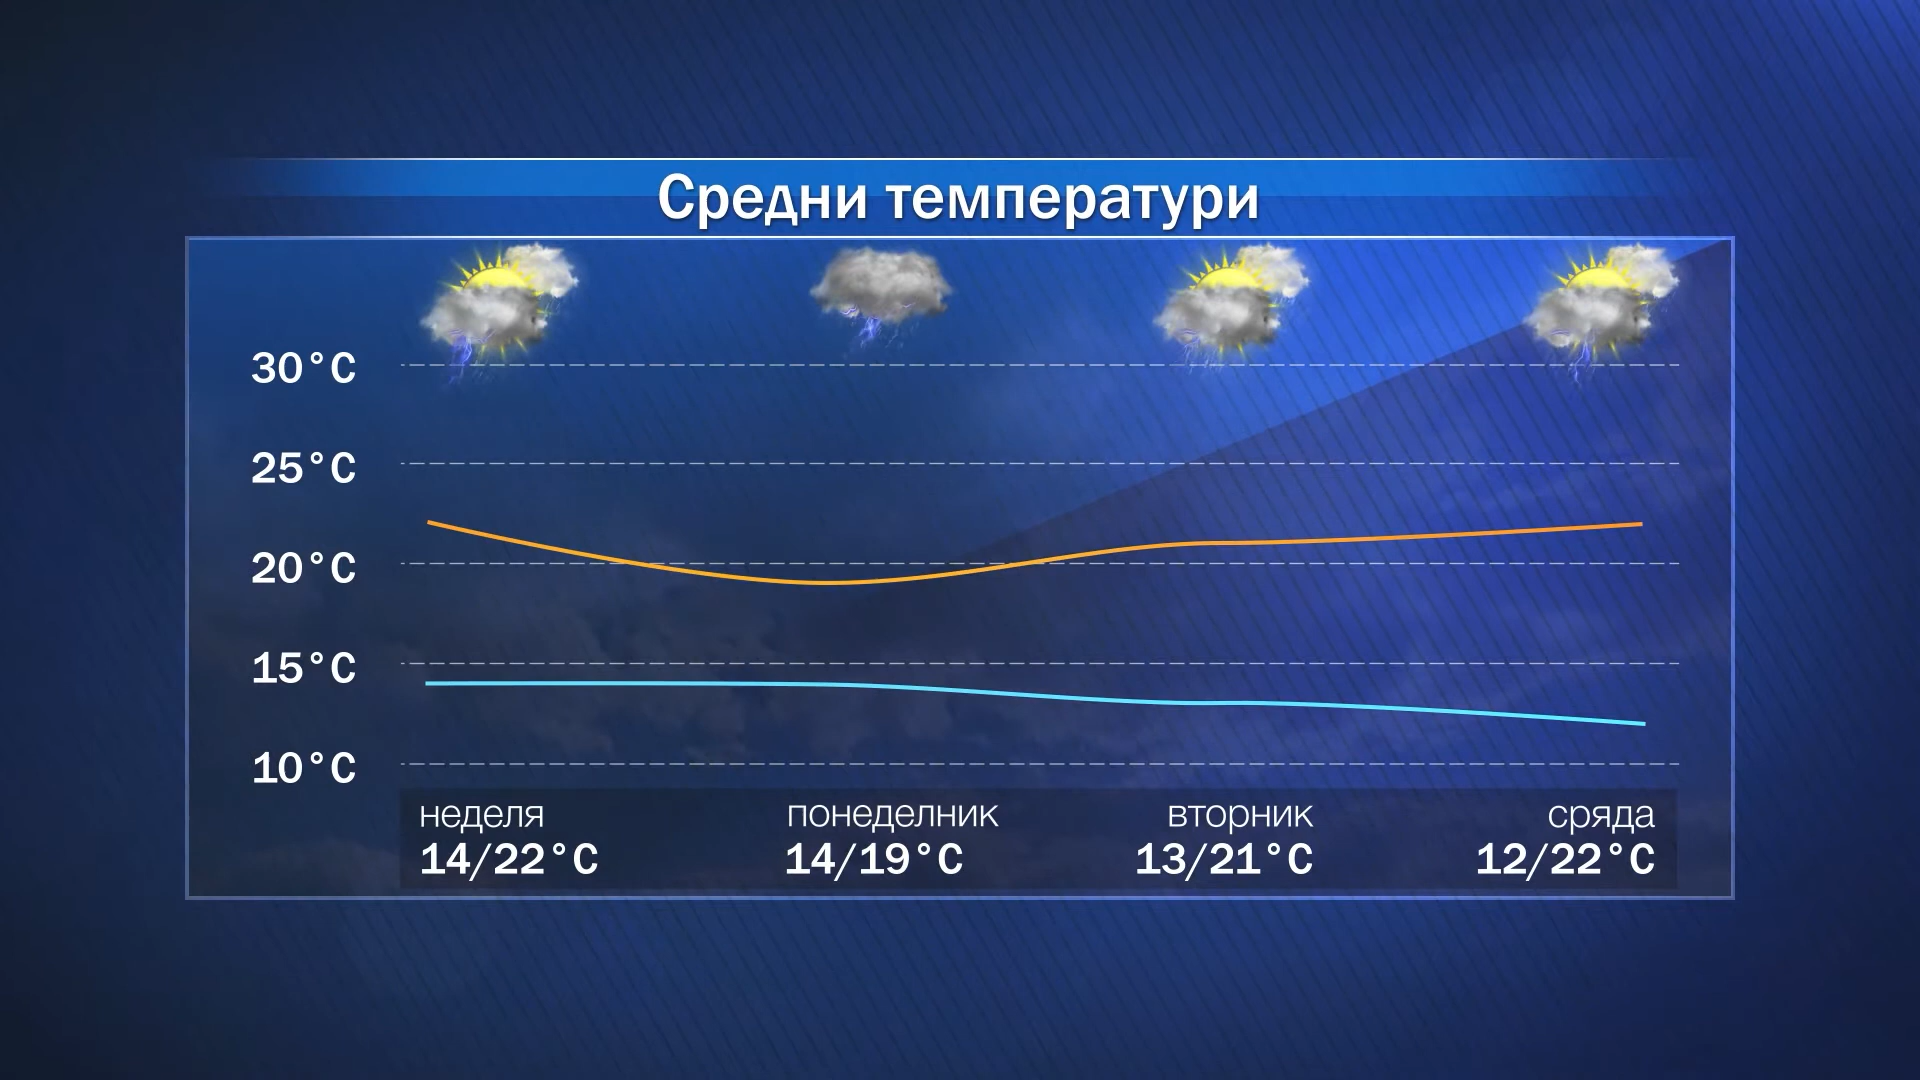 Средни температури
30°C
25°C
20°C
15°C
10°C
неделя понеделник вторник сряда
14/22°C 14/19°C 13/21°C 12/22°C